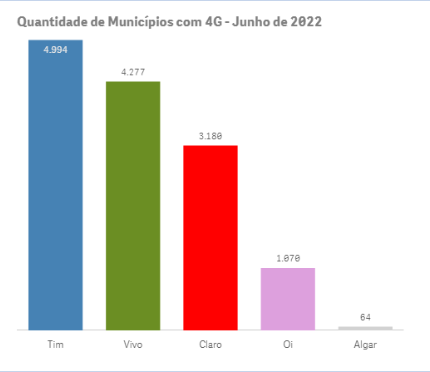 Quantidade de Municípios com 4G - Junho de 2022
4.994
4.277
3.180
1.070
64
Tim Vivo Claro Oi Algar